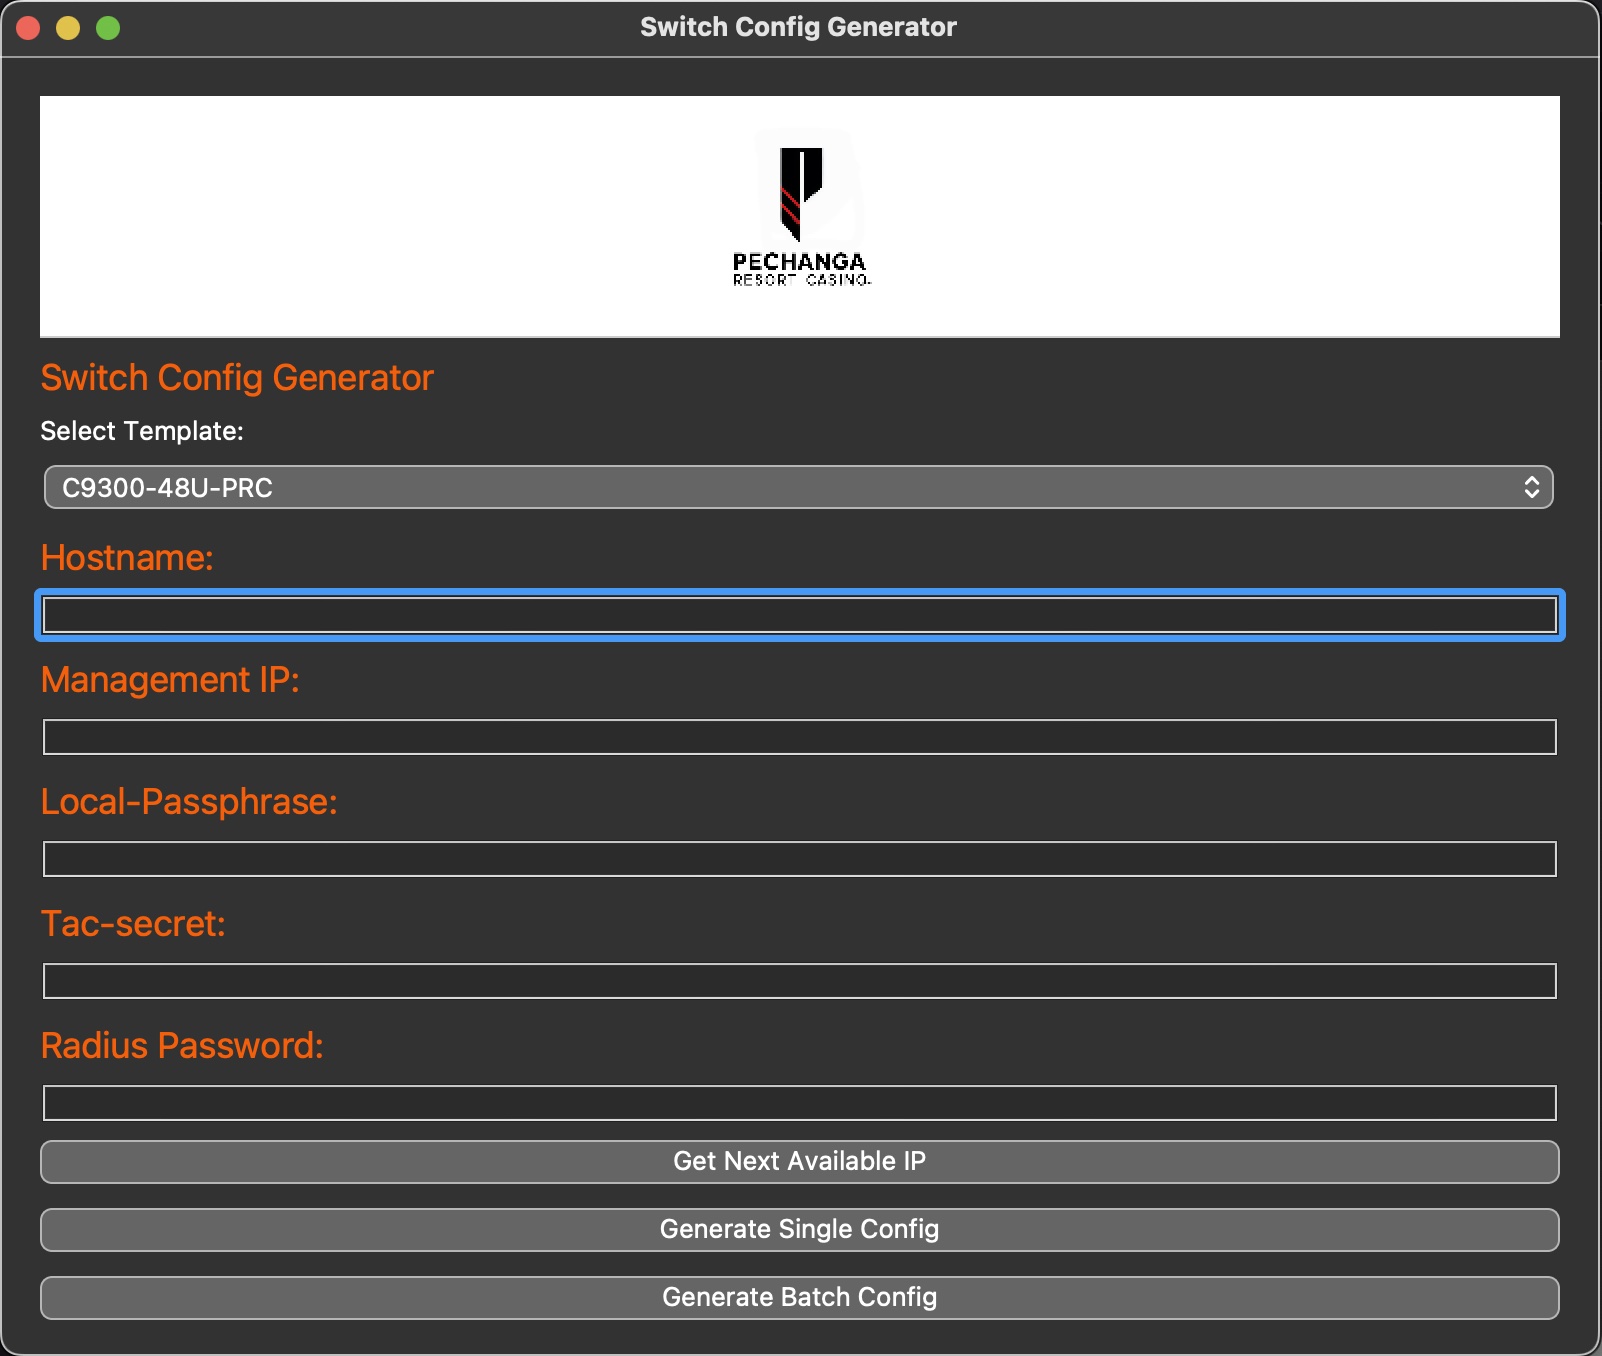 Switch Config Generator
PECHANGA
RESORT CASINO
Switch Config Generator
Select Template:
C9300-48U-PRC
Hostname:
Management IP:
Local-Passphrase:
Tac-secret:
Radius Password:
Get Next Available IP
Generate Single Config
Generate Batch Config